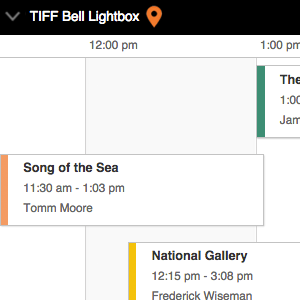 TIFF Bell Lightbox
12:00 pm
1:00 pm
The
1:00
Jam
Song of the Sea
11:30 am - 1:03 pm
Tomm Moore
National Gallery
12:15 pm - 3:08 pm
Frederick Wiseman